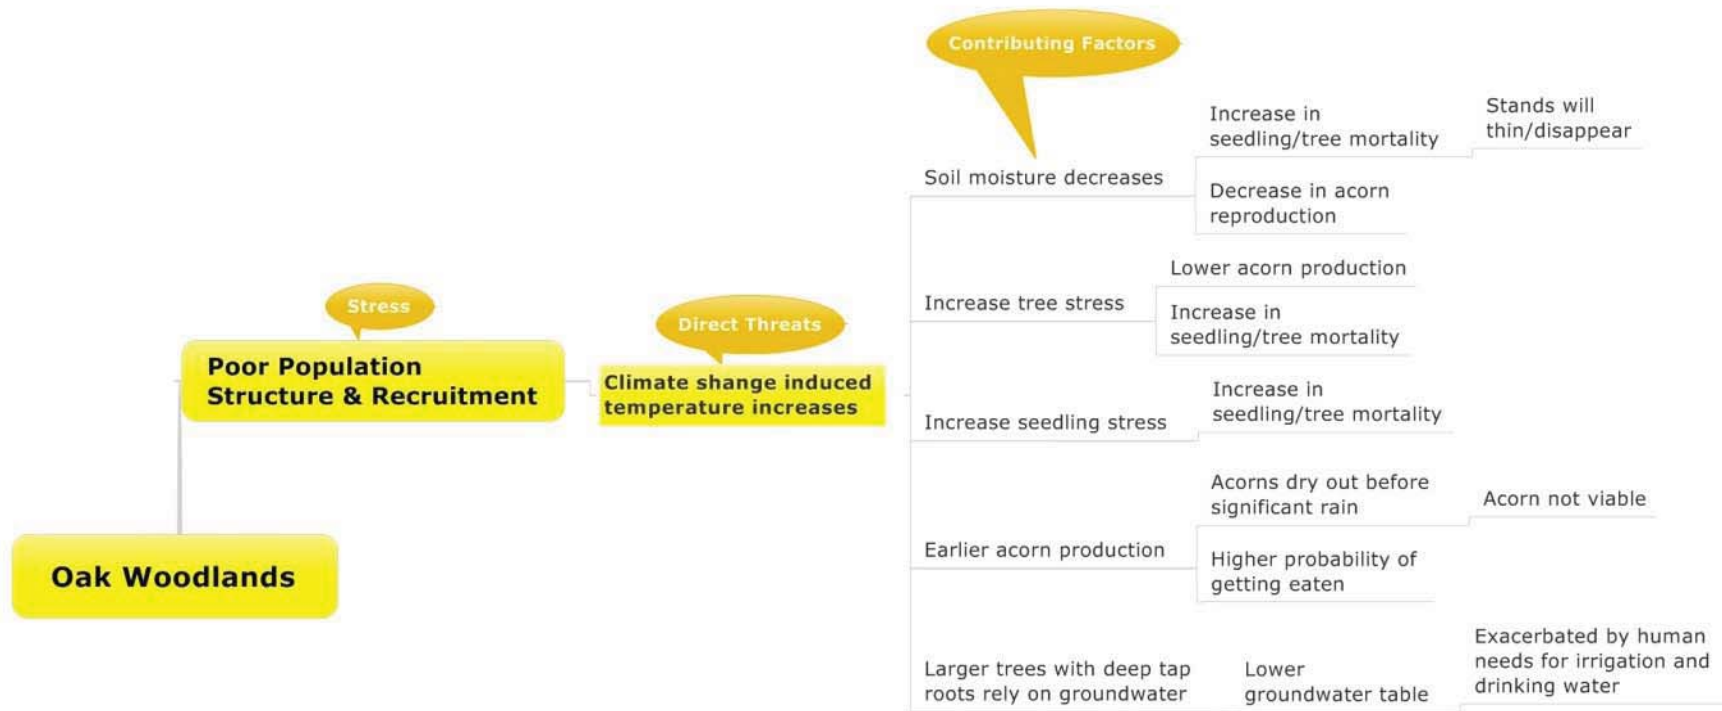 Contributing Factors
Increase in
seedling/tree mortality
Stands will
thin/disappear
Soil moisture decreases
Decrease in acorn
reproduction
Lower acorn production
Increase tree stress
Increase in
seedling/tree mortality
Stress
Direct Threats
Poor Population
Structure & Recruitment
Climate shange induced
temperature increases
Increase seedling stress
Increase in
seedling/tree mortality
Acorns dry out before
significant rain
Acorn not viable
Earlier acorn production
Higher probability of
getting eaten
Oak Woodlands
Larger trees with deep tap
roots rely on groundwater
Lower
groundwater table
Exacerbated by human
needs for irrigation and
drinking water